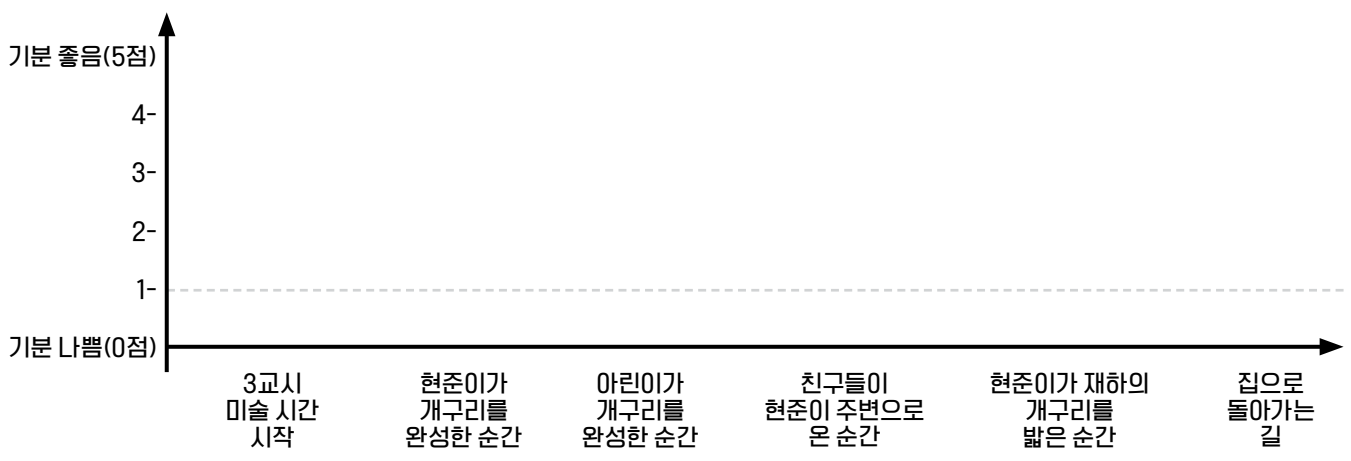 기분 좋음(5점)
4-
3-
2-
1-
기분 나쁨(0점)
3교시
미술 시간
시작
현준이가
개구리를
완성한 순간
아린이가
개구리를
완성한 순간
친구들이
현준이 주변으로
온 순간
현준이가 재하의
개구리를
밟은 순간
집으로
돌아가는
길